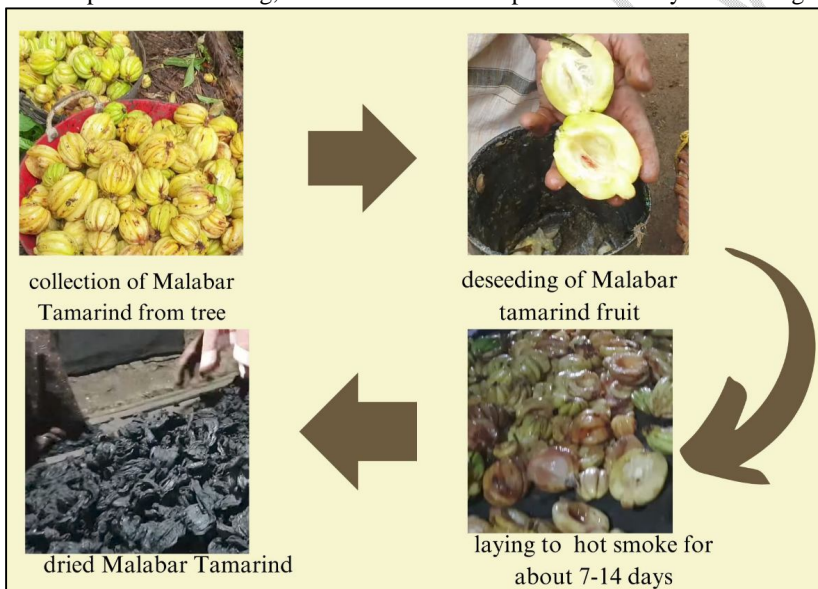 collection of Malabar
Tamarind from tree
deseeding of Malabar
tamarind fruit
laying to hot smoke for
about 7-14 days
dried Malabar Tamarind